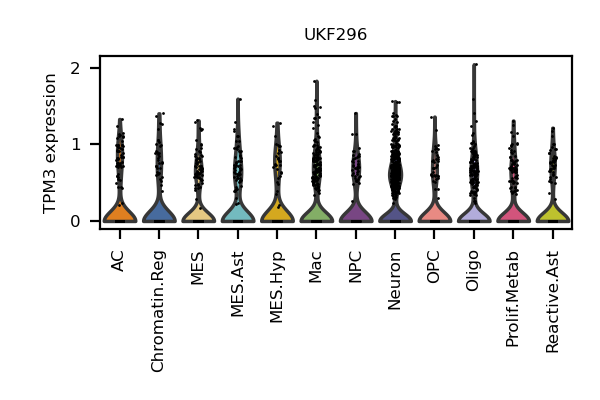 UKF296
TPM3 expression
2
1
0
AC
Chromatin.Reg
MES
MES.Ast
MES.Hyp
Mac
NPC
Neuron
OPC
Oligo
Prolif.Metab
Reactive.Ast